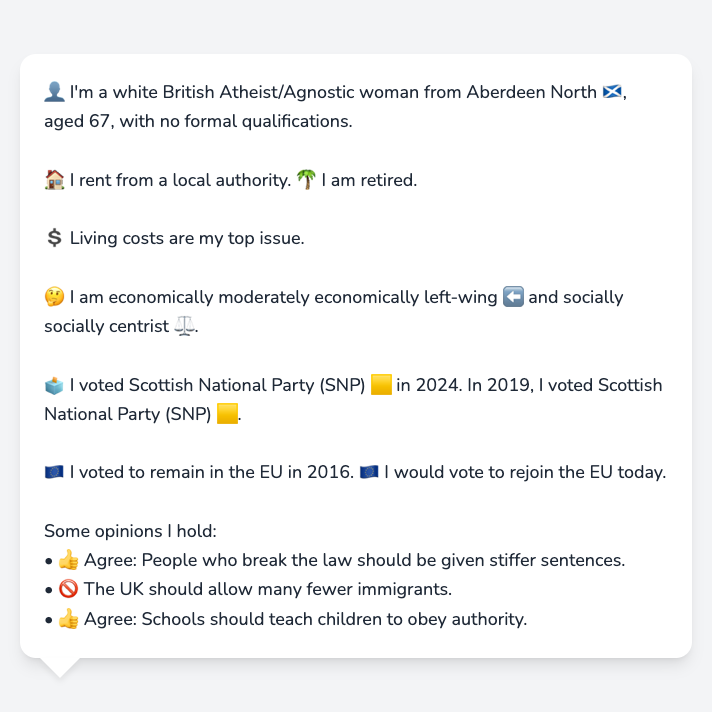 👤 I'm a white British Atheist/Agnostic woman from Aberdeen North 🏴󠁧󠁢󠁳󠁣󠁴󠁿,
aged 67, with no formal qualifications.
🏠 I rent from a local authority. 🌴 I am retired.
💲 Living costs are my top issue.
🤔 I am economically moderately economically left-wing ⬅️ and socially
socially centrist ⚖️.
🗳️ I voted Scottish National Party (SNP) 🟨 in 2024. In 2019, I voted Scottish
National Party (SNP) 🟨.
🇪🇺 I voted to remain in the EU in 2016. 🇪🇺 I would vote to rejoin the EU today.
Some opinions I hold:
• 👍 Agree: People who break the law should be given stiffer sentences.
• 🚫 The UK should allow many fewer immigrants.
• 👍 Agree: Schools should teach children to obey authority.